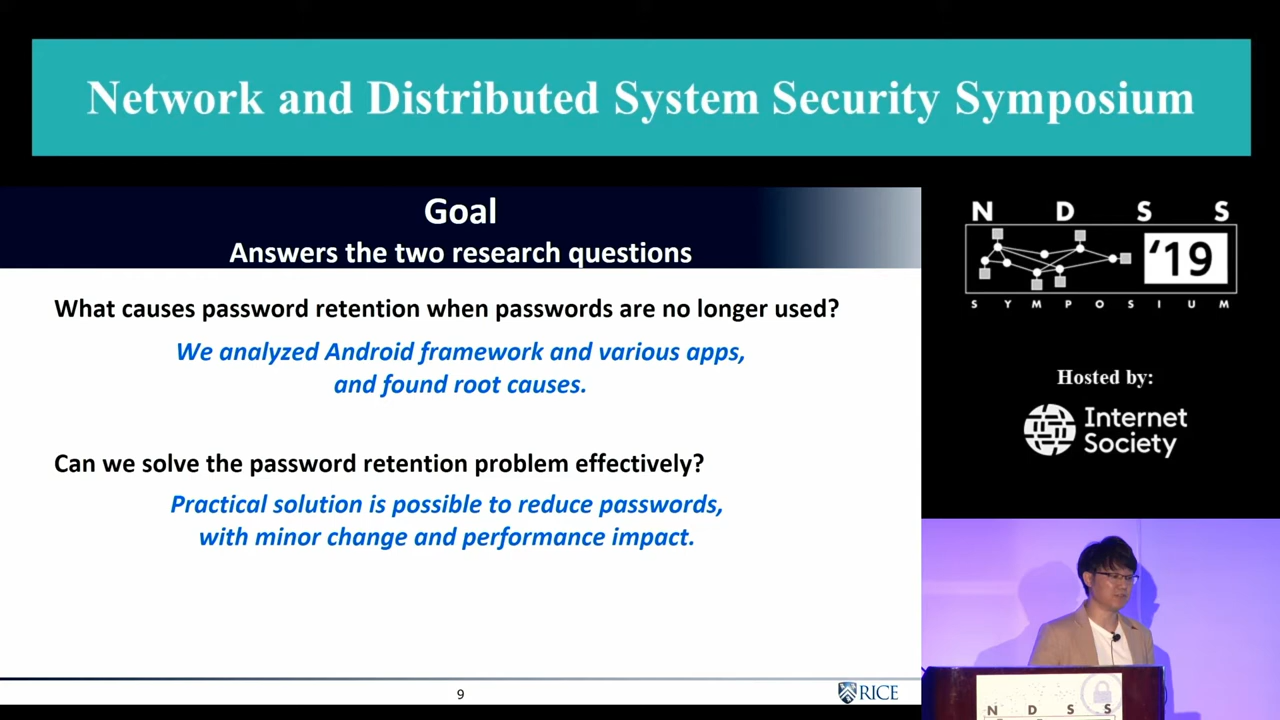 Network and Distributed System Security Symposium
Goal
Answers the two research questions
What causes password retention when passwords are no longer used?
We analyzed Android framework and various apps,
and found root causes.
Can we solve the password retention problem effectively?
Practical solution is possible to reduce passwords,
with minor change and performance impact.
9
RICE
N D S S
'19
S Y M P O S I U M
Hosted by:
Internet
Society
N D S S